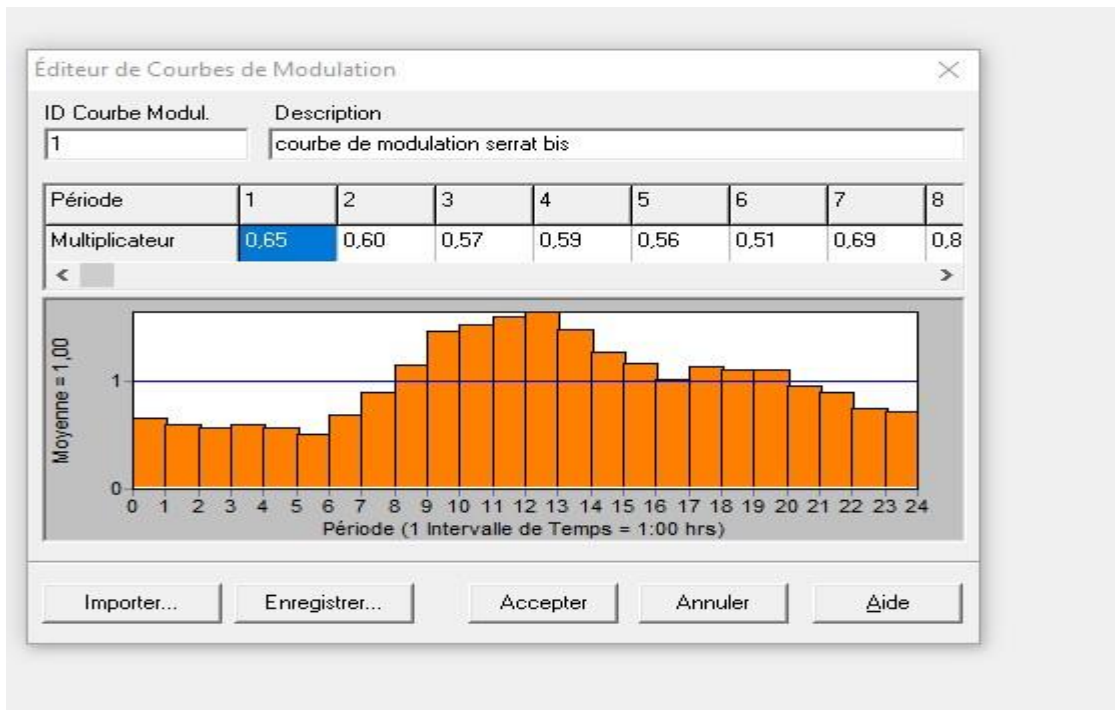 Éditeur de Courbes de Modulation
ID Courbe Modul. Description
1 courbe de modulation serrat bis
Période 1 2 3 4 5 6 7 8
Multiplicateur 0,65 0,60 0,57 0,59 0,56 0,51 0,69 0,8
Moyenne = 1,00
1
0
0 1 2 3 4 5 6 7 8 9 10 11 12 13 14 15 16 17 18 19 20 21 22 23 24
Période (1 Intervalle de Temps = 1:00 hrs)
Importer... Enregistrer... Accepter Annuler Aide